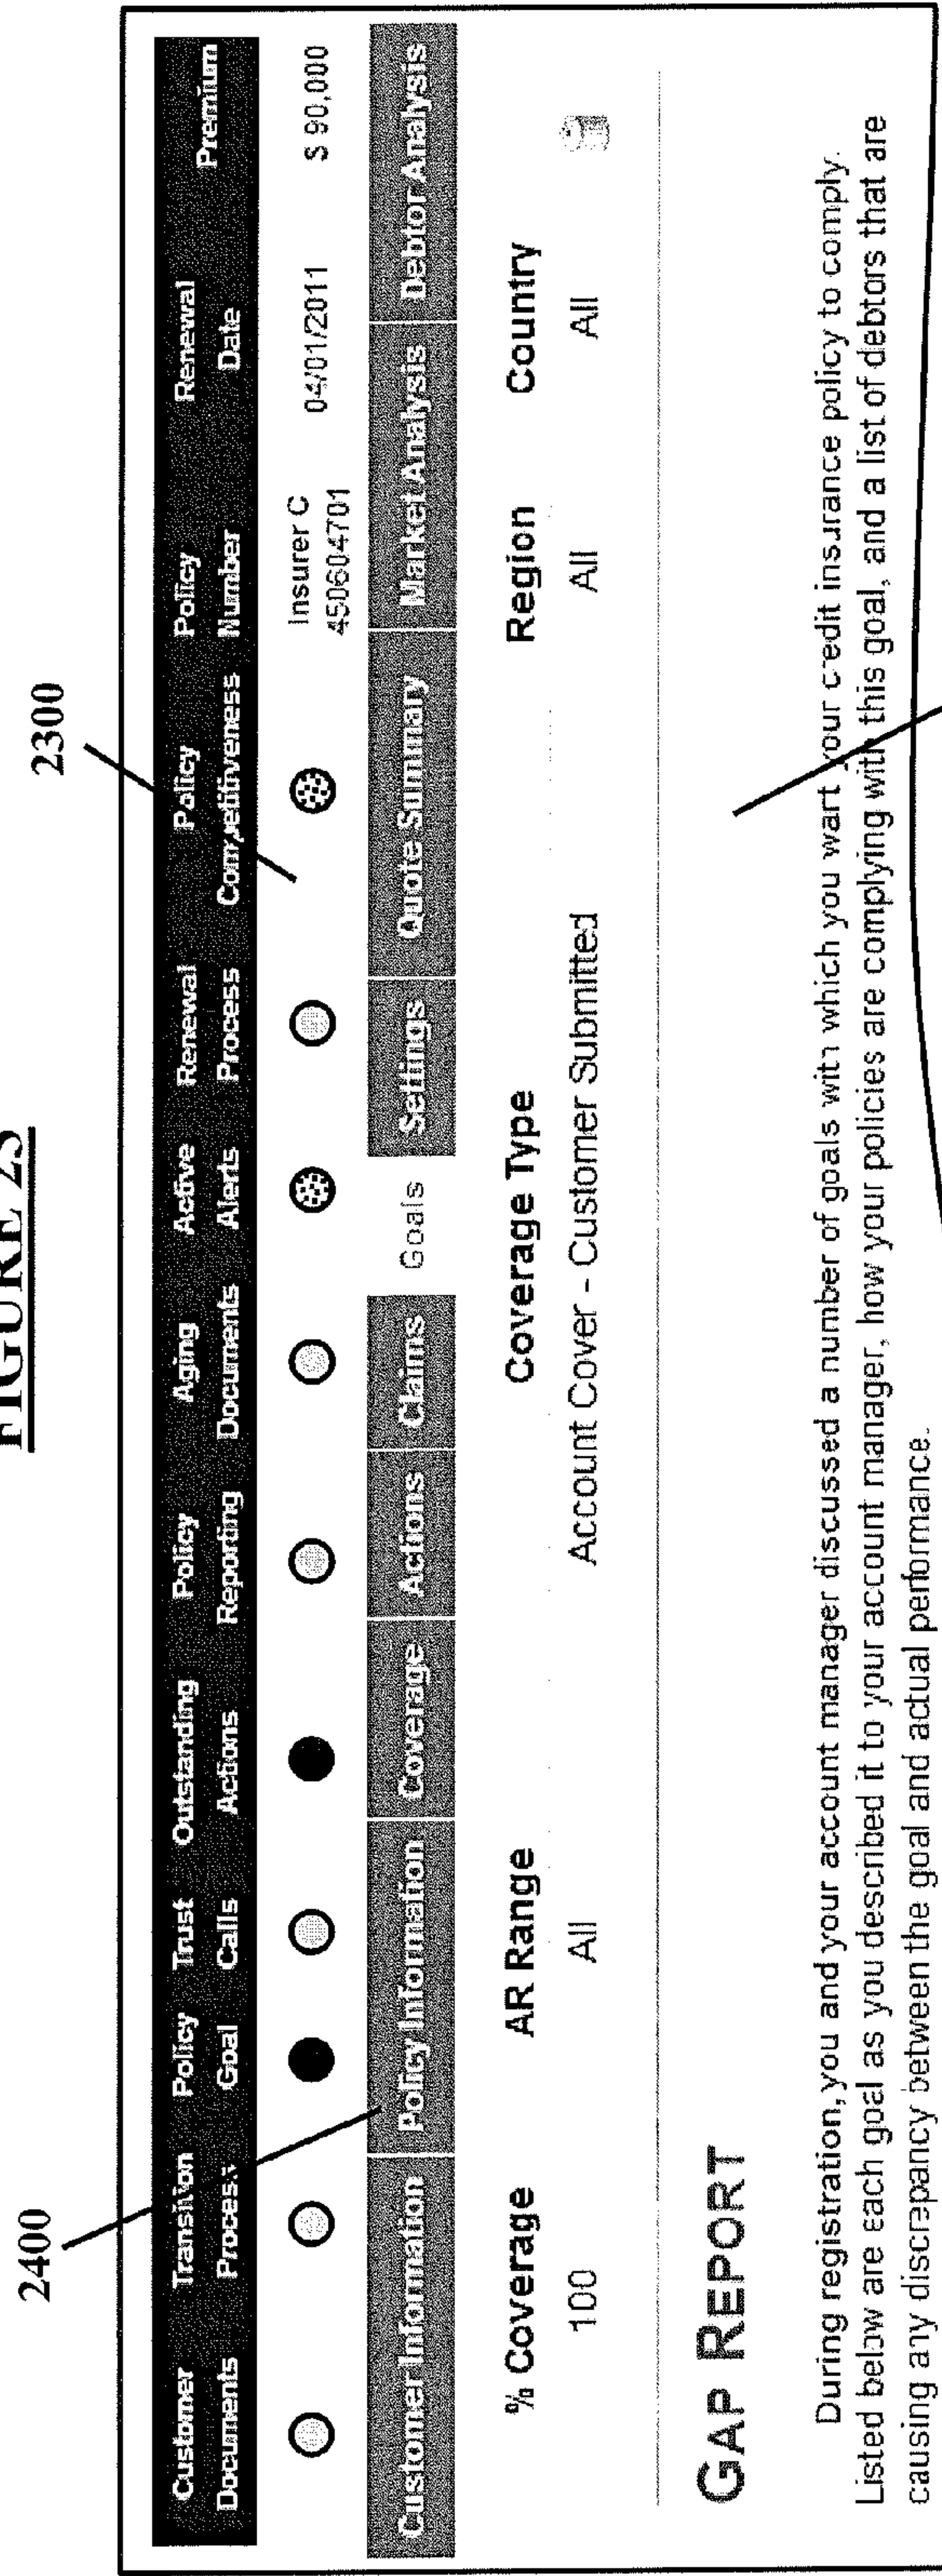 2300
2400
Customer Transition Policy Trust Outstanding Policy Aging Active Renewal Policy Policy Renewal Premium
Documents Process Goal Calls Actions Reporting Documents Alerts Process Competitiveness Number Date
Insurer C 04/01/2011 $ 90,000
450604701
Customer Information Policy Information Coverage Actions Claims Goals Settings Quote Summary Market Analysis Debtor Analysis
% Coverage AR Range Coverage Type Region Country
100 All Account Cover - Customer Submitted All All
GAP REPORT
During registration, you and your account manager discussed a number of goals with which you want your credit insurance policy to comply.
Listed below are each goal as you described it to your account manager, how your policies are complying with this goal, and a list of debtors that are
causing any discrepancy between the goal and actual performance.